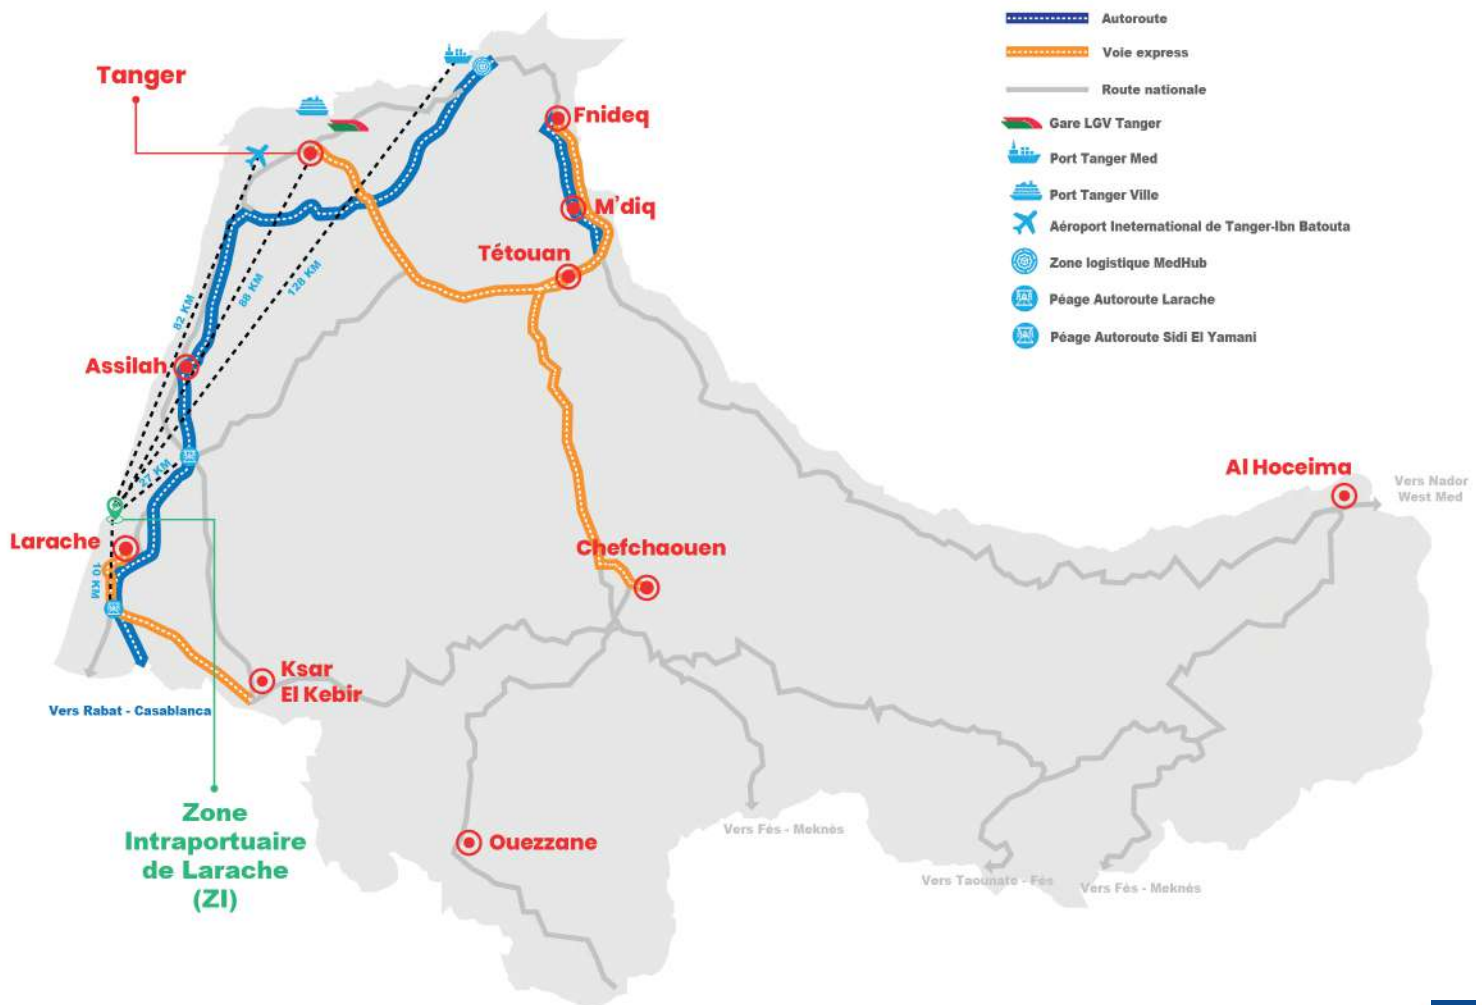 Autoroute
Voie express
Route nationale
Gare LGV Tanger
Port Tanger Med
Port Tanger Ville
Aéroport Ineternational de Tanger-Ibn Batouta
Zone logistique MedHub
Péage Autoroute Larache
Péage Autoroute Sidi El Yamani
Tanger
Fnideq
M'diq
Tétouan
82 KM
88 KM
128 KM
Assilah
27 KM
Larache
10 KM
Chefchaouen
Al Hoceima
Vers Nador
West Med
Ksar
El Kebir
Vers Rabat - Casablanca
Zone
Intraportuaire
de Larache
(ZI)
Ouezzane
Vers Fès - Meknès
Vers Taounate - Fès
Vers Fès - Meknès